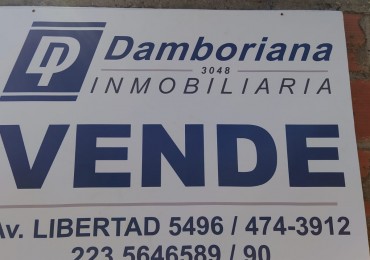 D
Damboriana
3048
INMOBILIARIA
VENDE
Av. LIBERTAD 5496 / 474-3912
223 5646589 / 90